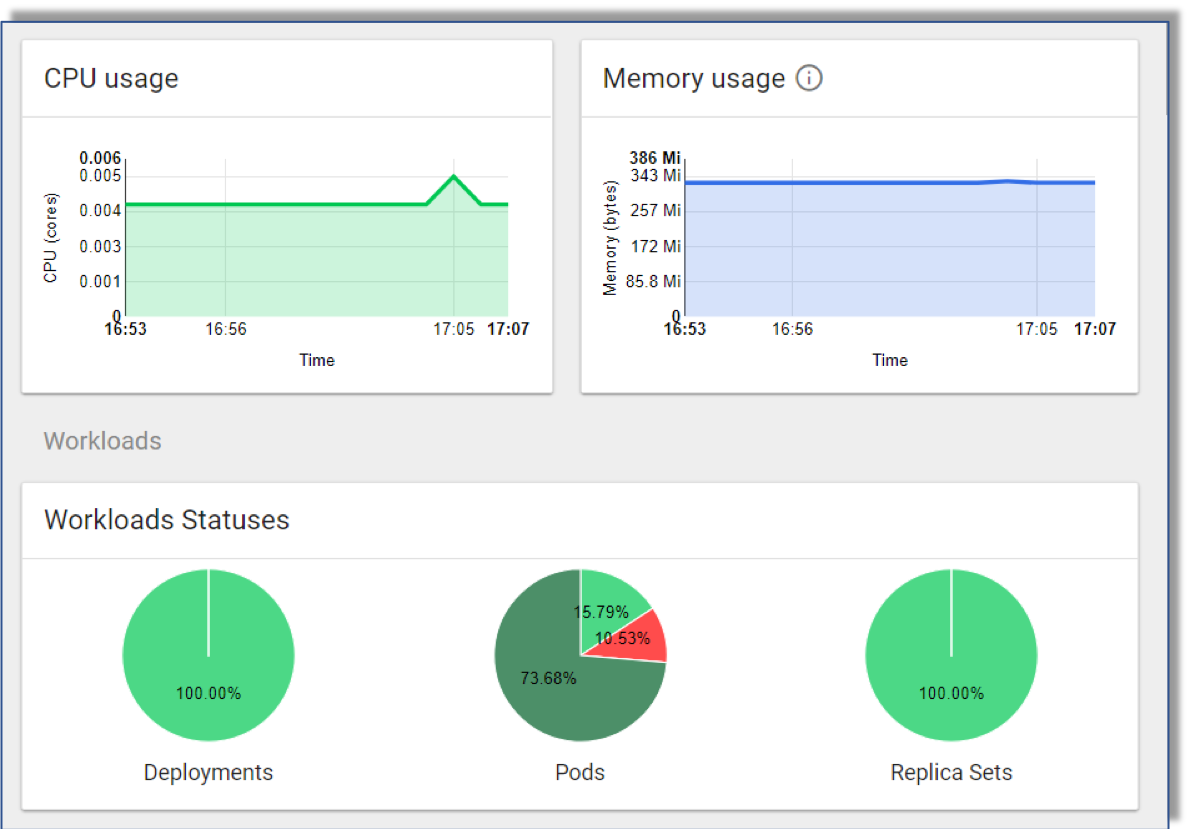 CPU usage
0.006
0.005
0.004
0.003
0.001
0
CPU (cores)
16:53 16:56 17:05 17:07
Time
Memory usage
386 Mi
343 Mi
257 Mi
172 Mi
85.8 Mi
0
Memory (bytes)
16:53 16:56 17:05 17:07
Time
Workloads
Workloads Statuses
100.00%
Deployments
15.79%
10.53%
73.68%
Pods
100.00%
Replica Sets